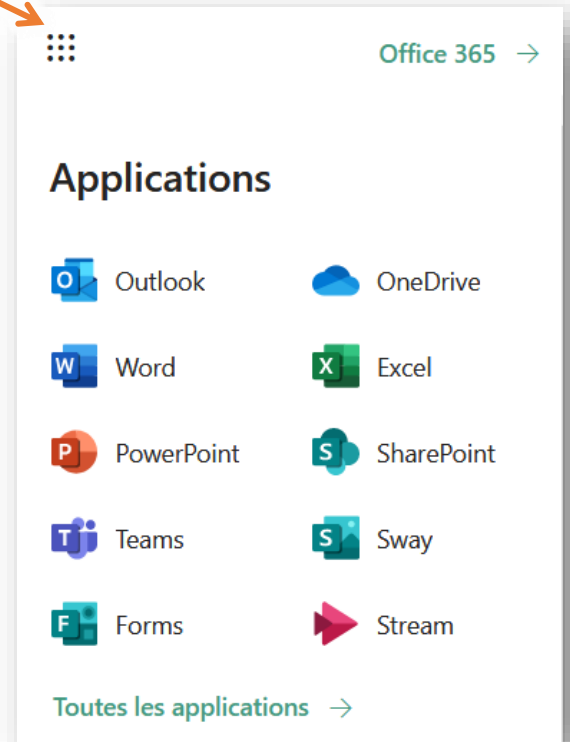 Office 365 →
Applications
Outlook
OneDrive
Word
Excel
PowerPoint
SharePoint
Teams
Sway
Forms
Stream
Toutes les applications →